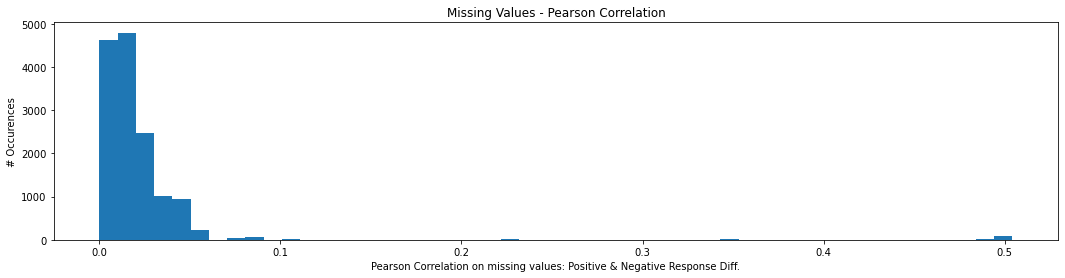 Missing Values - Pearson Correlation
# Occurences
5000
4000
3000
2000
1000
0
0.0 0.1 0.2 0.3 0.4 0.5
Pearson Correlation on missing values: Positive & Negative Response Diff.